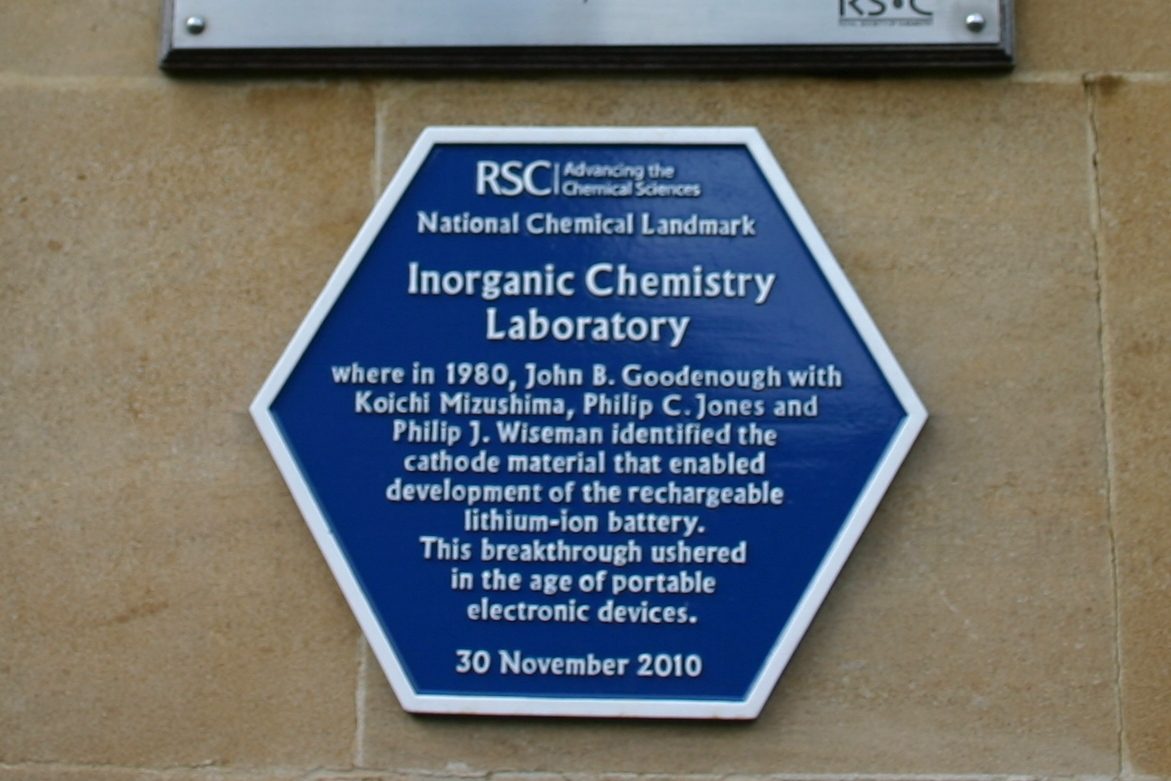 RS•C
RSC Advancing the
Chemical Sciences
National Chemical Landmark
Inorganic Chemistry
Laboratory
where in 1980, John B. Goodenough with
Koichi Mizushima, Philip C. Jones and
Philip J. Wiseman identified the
cathode material that enabled
development of the rechargeable
lithium-ion battery.
This breakthrough ushered
in the age of portable
electronic devices.
30 November 2010